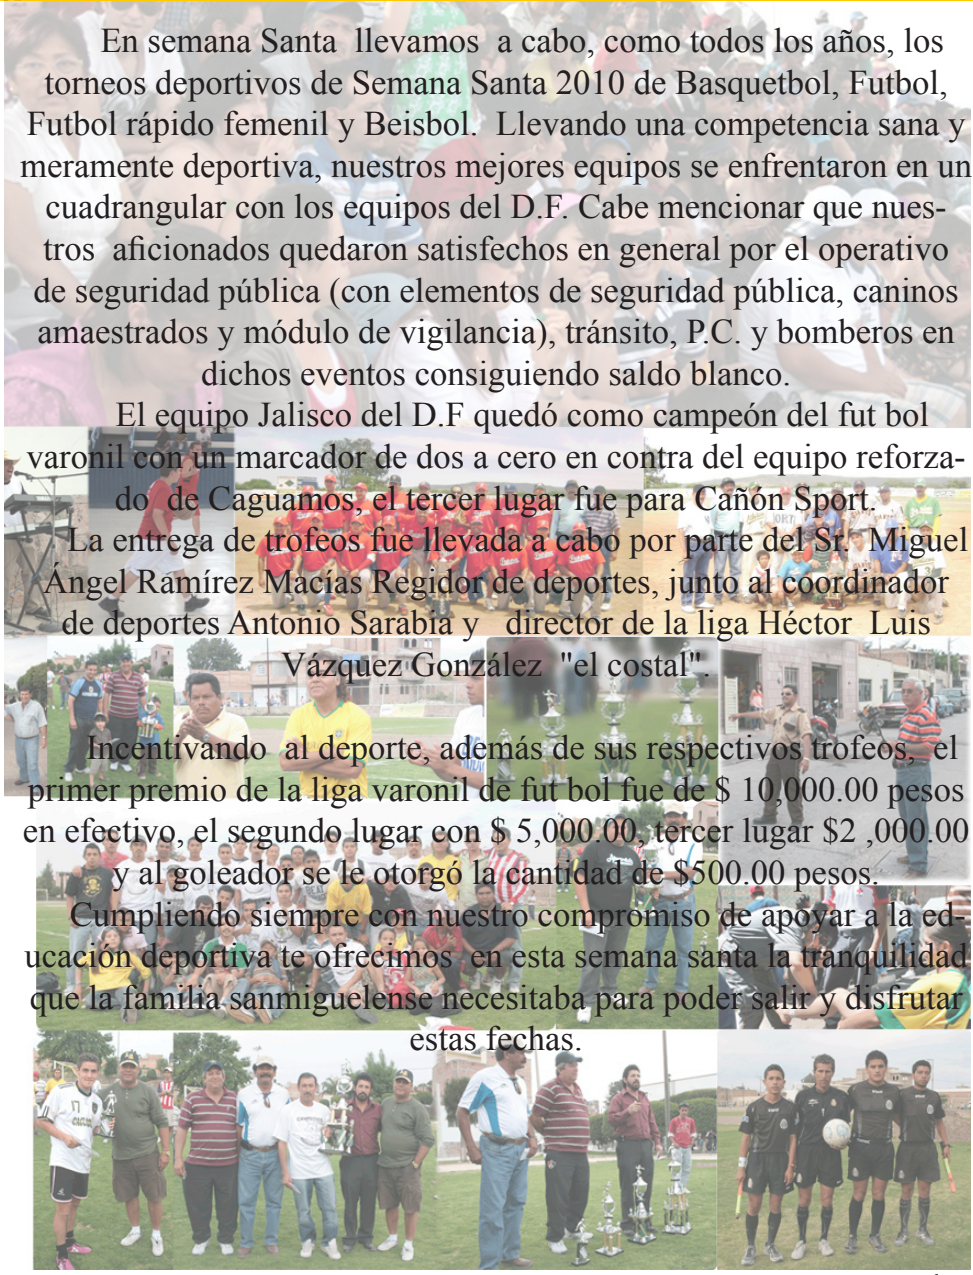 En semana Santa llevamos a cabo, como todos los años, los
torneos deportivos de Semana Santa 2010 de Basquetbol, Futbol,
Futbol rápido femenil y Beisbol. Llevando una competencia sana y
meramente deportiva, nuestros mejores equipos se enfrentaron en un
cuadrangular con los equipos del D.F. Cabe mencionar que nues-
tros aficionados quedaron satisfechos en general por el operativo
de seguridad pública (con elementos de seguridad pública, caninos
amaestrados y módulo de vigilancia), tránsito, P.C. y bomberos en
dichos eventos consiguiendo saldo blanco.
El equipo Jalisco del D.F quedó como campeón del fut bol
varonil con un marcador de dos a cero en contra del equipo reforza-
do de Caguamos, el tercer lugar fue para Cañón Sport.
La entrega de trofeos fue llevada a cabo por parte del Sr. Miguel
Ángel Ramírez Macías Regidor de deportes, junto al coordinador
de deportes Antonio Sarabia y director de la liga Héctor Luis
Vázquez González "el costal".
Incentivando al deporte, además de sus respectivos trofeos, el
primer premio de la liga varonil de fut bol fue de $ 10,000.00 pesos
en efectivo, el segundo lugar con $ 5,000.00, tercer lugar $2 ,000.00
y al goleador se le otorgó la cantidad de $500.00 pesos.
Cumpliendo siempre con nuestro compromiso de apoyar a la ed-
ucación deportiva te ofrecimos en esta semana santa la tranquilidad
que la familia sanmiguelense necesitaba para poder salir y disfrutar
estas fechas.